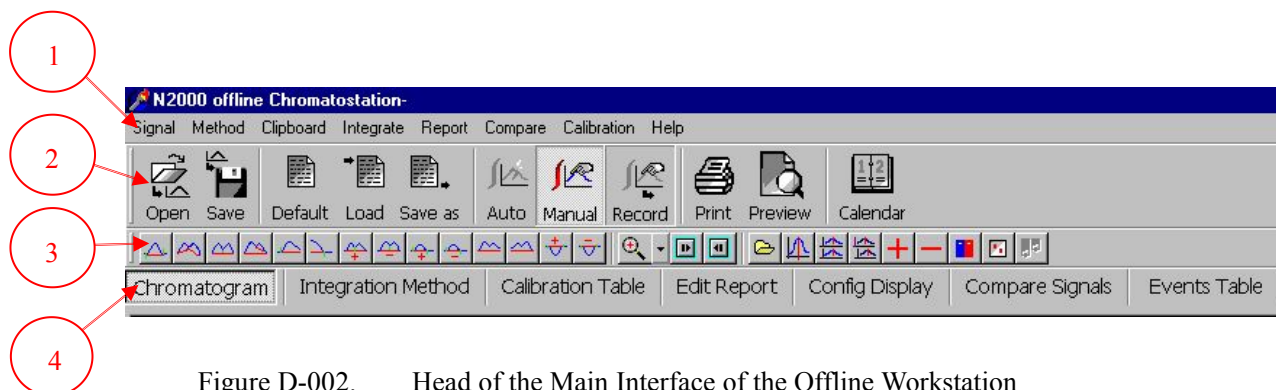 1
N2000 offline Chromatostation-
Signal Method Clipboard Integrate Report Compare Calibration Help
2
Open Save Default Load Save as Auto Manual Record Print Preview Calendar
3
Chromatogram Integration Method Calibration Table Edit Report Config Display Compare Signals Events Table
4
Figure D-002. Head of the Main Interface of the Offline Workstation